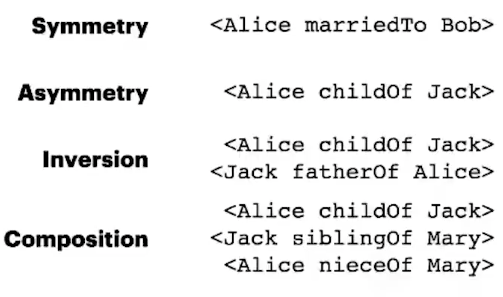 Symmetry <Alice marriedTo Bob>
Asymmetry <Alice childOf Jack>
<Alice childOf Jack>
Inversion
<Jack fatherOf Alice>
<Alice childOf Jack>
Composition <Jack siblingOf Mary>
<Alice nieceOf Mary>